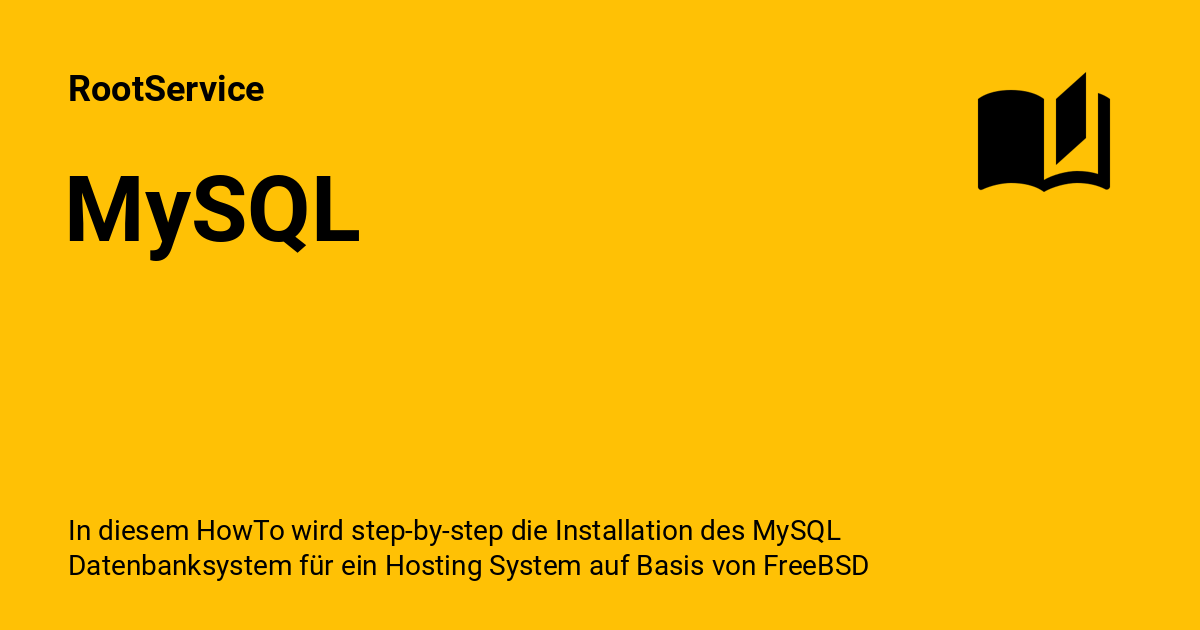 RootService
MySQL
In diesem HowTo wird step-by-step die Installation des MySQL
Datenbanksystem für ein Hosting System auf Basis von FreeBSD